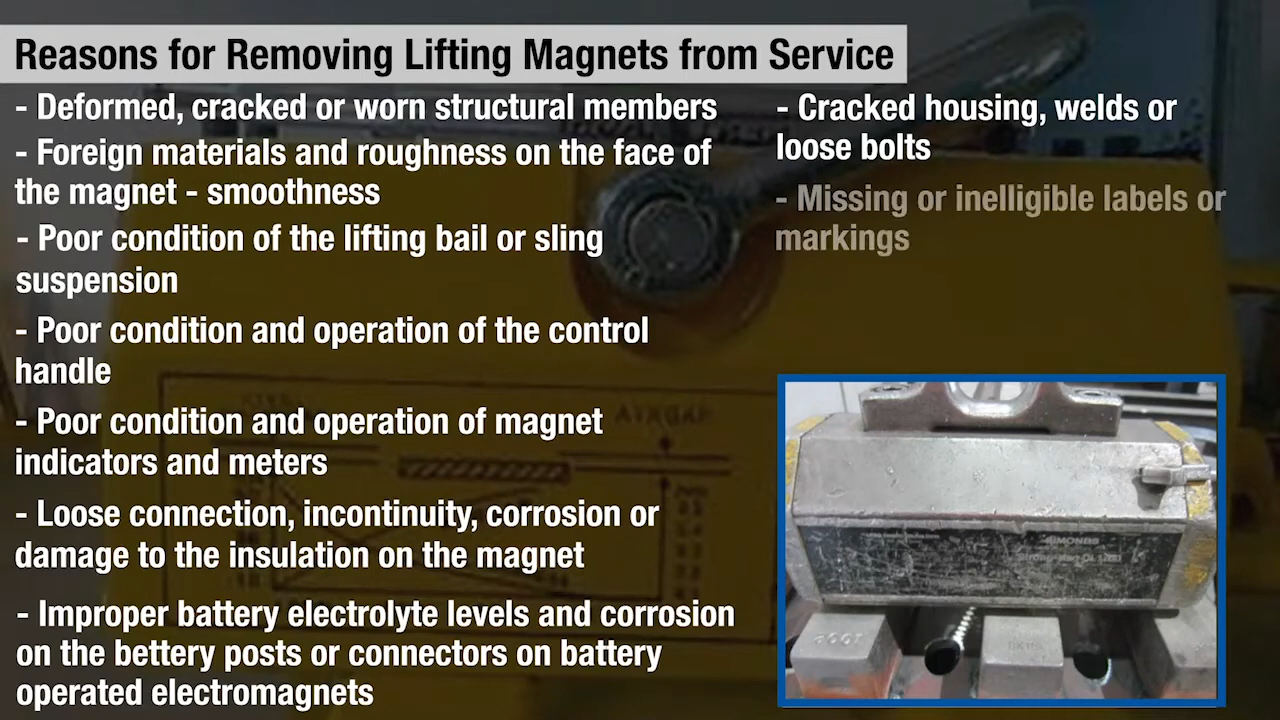 Reasons for Removing Lifting Magnets from Service
- Deformed, cracked or worn structural members
- Foreign materials and roughness on the face of
the magnet - smoothness
- Poor condition of the lifting bail or sling
suspension
- Poor condition and operation of the control
handle
- Poor condition and operation of magnet
indicators and meters
- Loose connection, incontinuity, corrosion or
damage to the insulation on the magnet
- Improper battery electrolyte levels and corrosion
on the bettery posts or connectors on battery
operated electromagnets
- Cracked housing, welds or
loose bolts
- Missing or inelligible labels or
markings